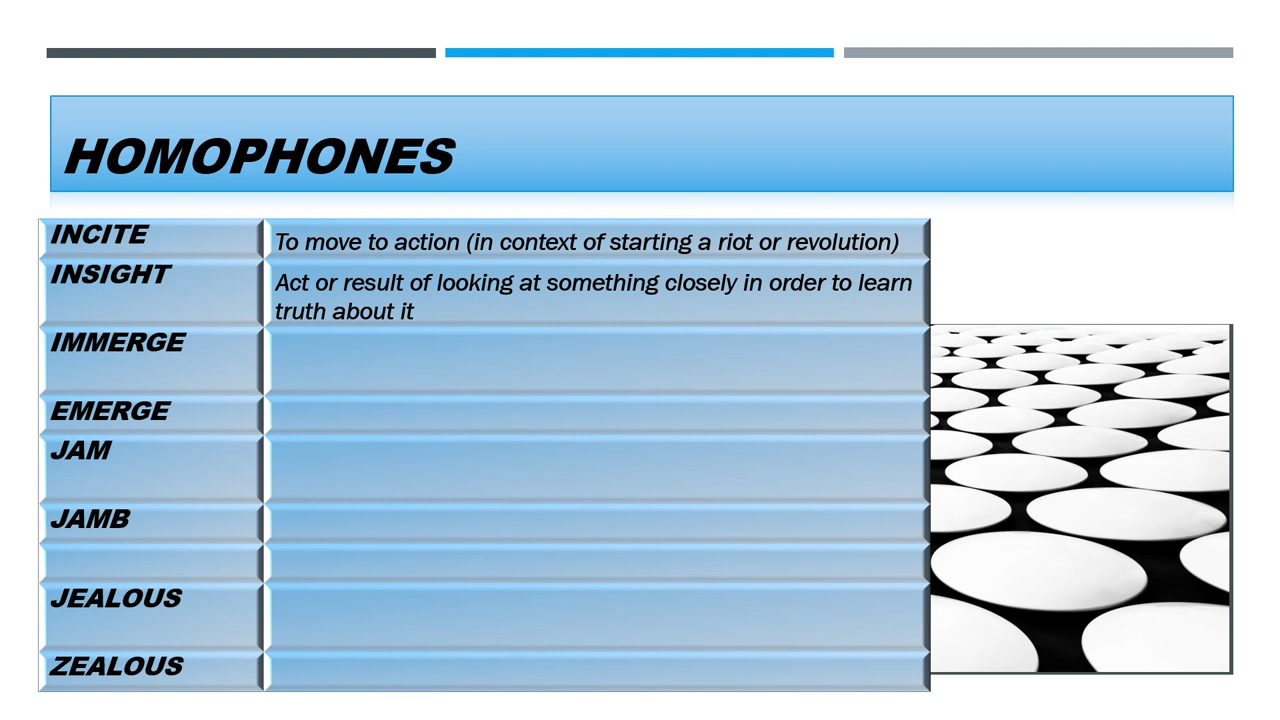 HOMOPHONES
INCITE
To move to action (in context of starting a riot or revolution)
INSIGHT
Act or result of looking at something closely in order to learn
truth about it
IMMERGE
EMERGE
JAM
JAMB
JEALOUS
ZEALOUS